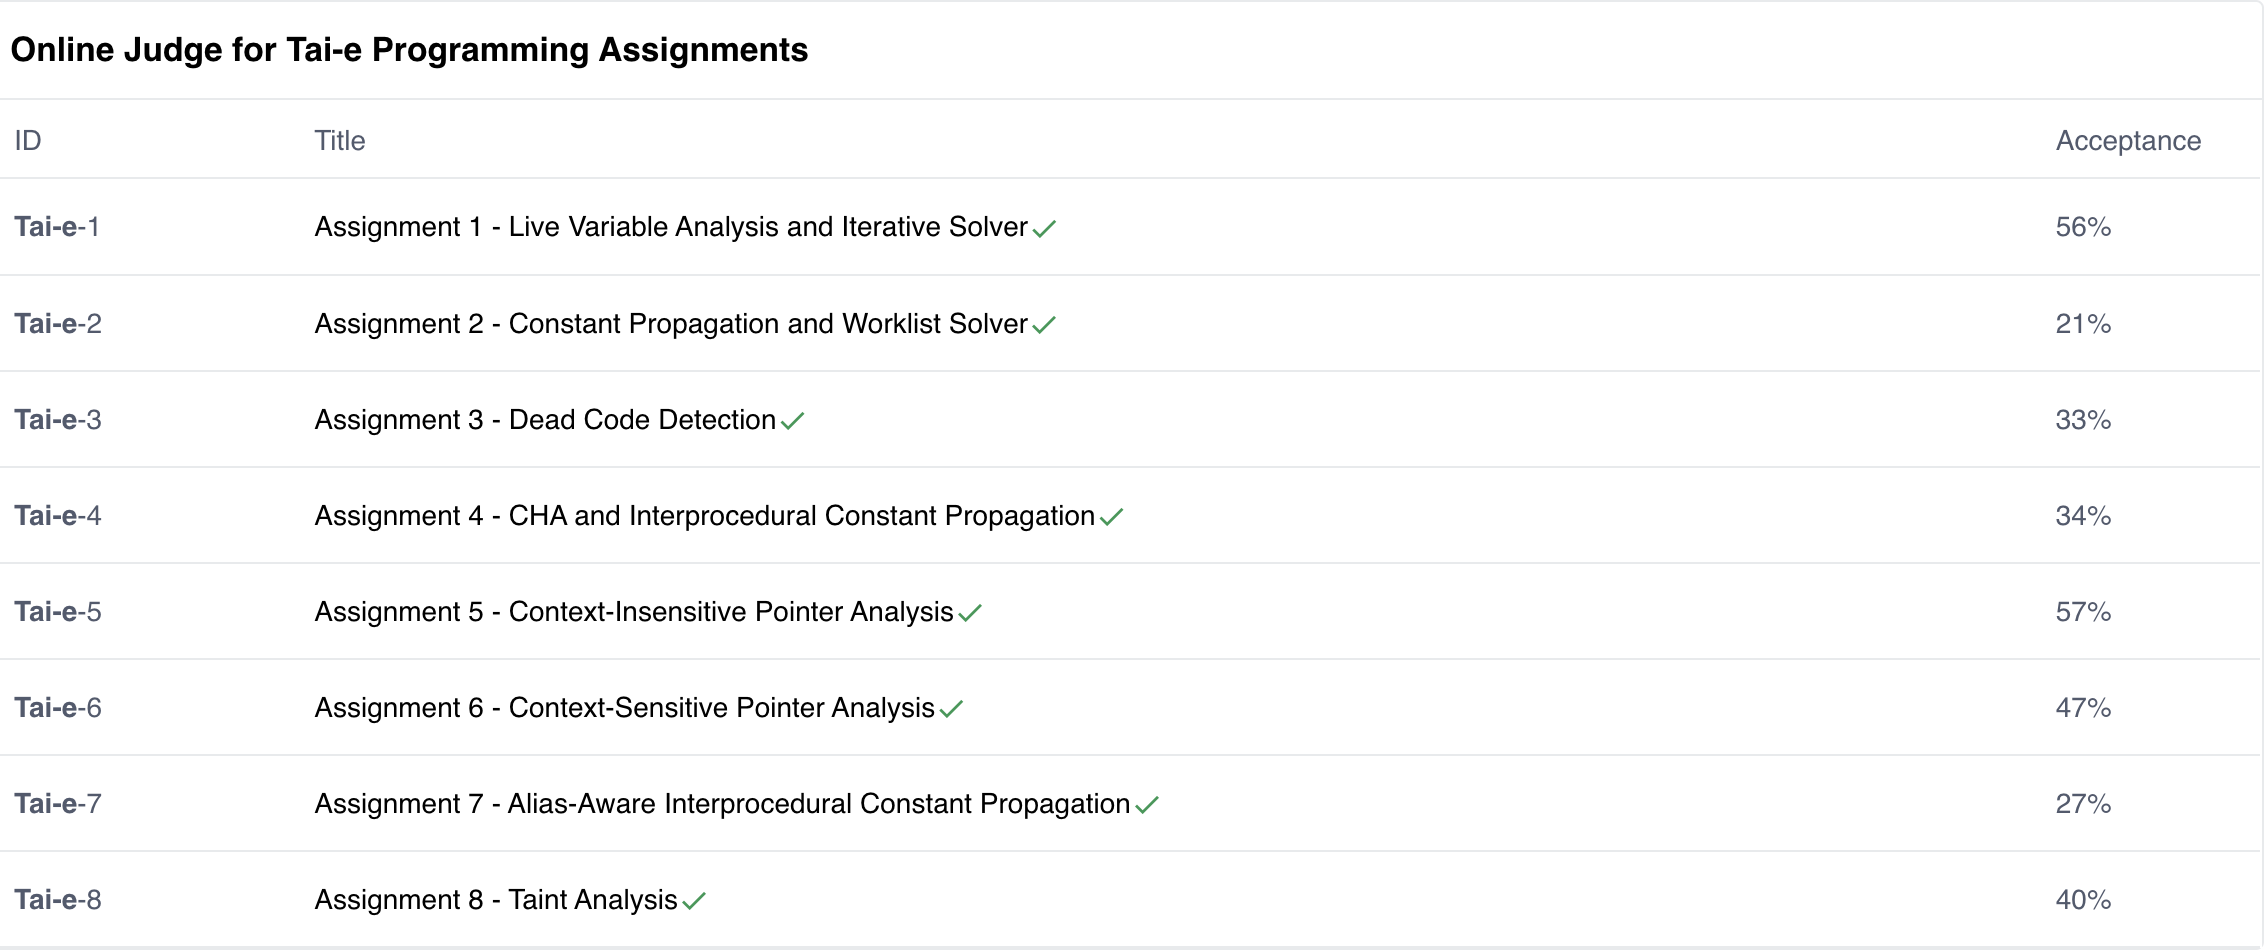 Online Judge for Tai-e Programming Assignments
ID Title Acceptance
Tai-e-1 Assignment 1 - Live Variable Analysis and Iterative Solver 56%
Tai-e-2 Assignment 2 - Constant Propagation and Worklist Solver 21%
Tai-e-3 Assignment 3 - Dead Code Detection 33%
Tai-e-4 Assignment 4 - CHA and Interprocedural Constant Propagation 34%
Tai-e-5 Assignment 5 - Context-Insensitive Pointer Analysis 57%
Tai-e-6 Assignment 6 - Context-Sensitive Pointer Analysis 47%
Tai-e-7 Assignment 7 - Alias-Aware Interprocedural Constant Propagation 27%
Tai-e-8 Assignment 8 - Taint Analysis 40%